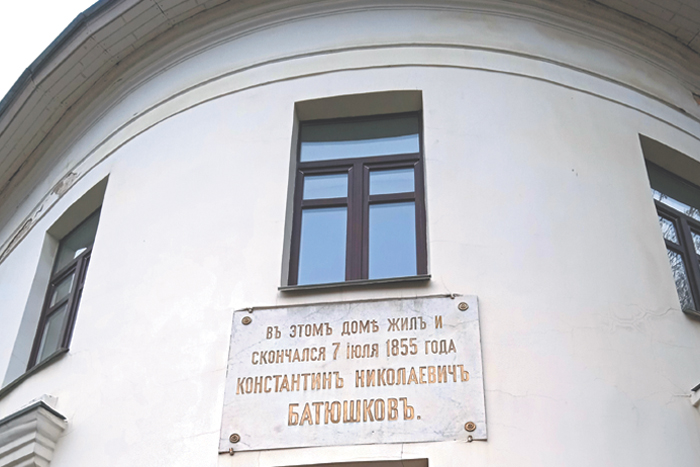 ВЪ ЭТОМЪ ДОМѢ ЖИЛЪ И
СКОНЧАЛСЯ 7 ІЮЛЯ 1855 ГОДА
КОНСТАНТИНЪ НИКОЛАЕВИЧЪ
БАТЮШКОВЪ.